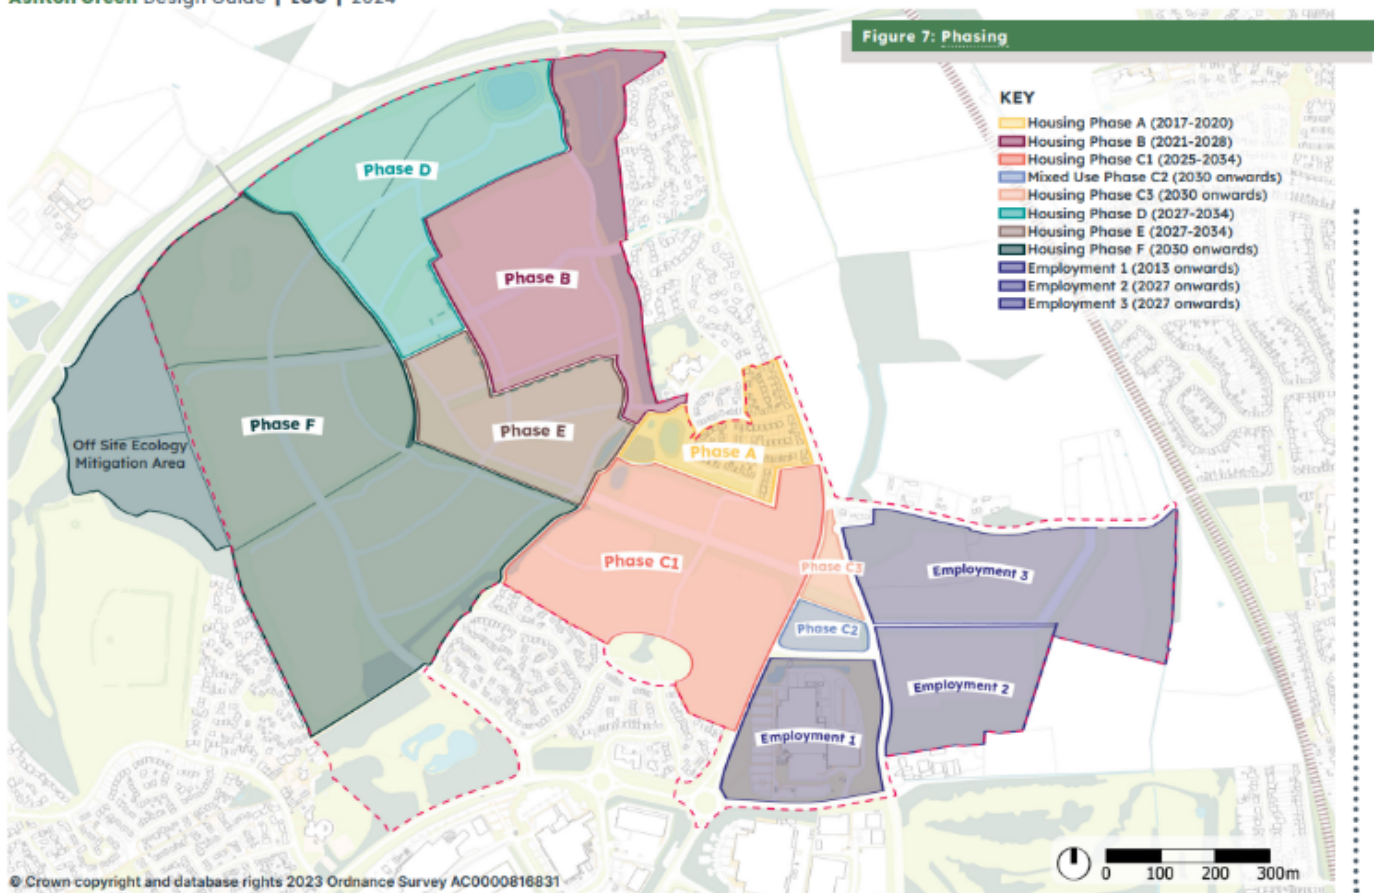 Ashton Green Design Guide | LCC | 2024
Figure 7: Phasing
KEY
Housing Phase A (2017-2020)
Housing Phase B (2021-2028)
Housing Phase C1 (2025-2034)
Mixed Use Phase C2 (2030 onwards)
Housing Phase C3 (2030 onwards)
Housing Phase D (2027-2034)
Housing Phase E (2027-2034)
Housing Phase F (2030 onwards)
Employment 1 (2013 onwards)
Employment 2 (2027 onwards)
Employment 3 (2027 onwards)
Phase D
Phase B
Phase F
Phase E
Phase A
Off Site Ecology
Mitigation Area
Phase C1
Phase C3
Employment 3
Phase C2
Employment 2
Employment 1
0 100 200 300m
© Crown copyright and database rights 2023 Ordnance Survey AC0000816831